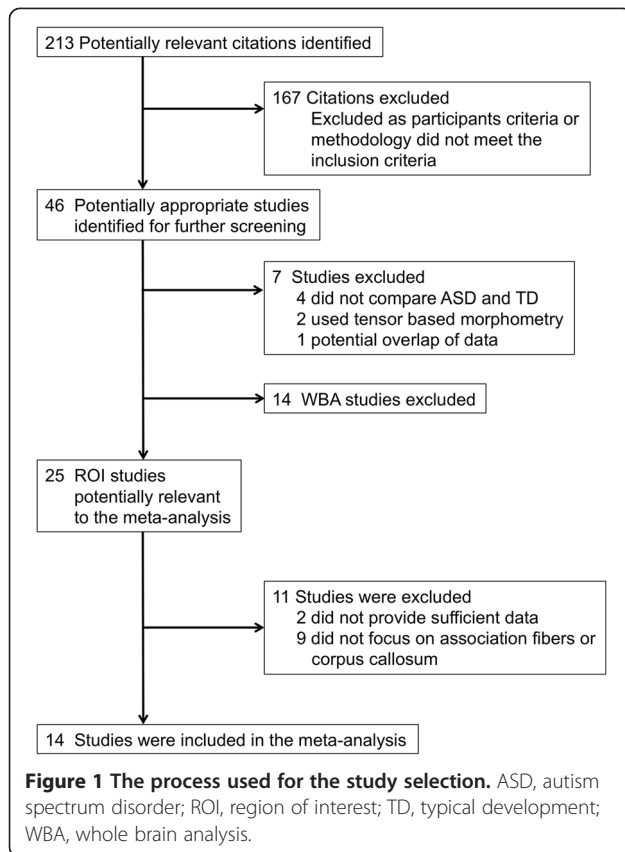 213 Potentially relevant citations identified
167 Citations excluded
Excluded as participants criteria or
methodology did not meet the
inclusion criteria
46 Potentially appropriate studies
identified for further screening
7 Studies excluded
4 did not compare ASD and TD
2 used tensor based morphometry
1 potential overlap of data
14 WBA studies excluded
25 ROI studies
potentially relevant
to the meta-analysis
11 Studies were excluded
2 did not provide sufficient data
9 did not focus on association fibers or
corpus callosum
14 Studies were included in the meta-analysis
Figure 1 The process used for the study selection. ASD, autism
spectrum disorder; ROI, region of interest; TD, typical development;
WBA, whole brain analysis.